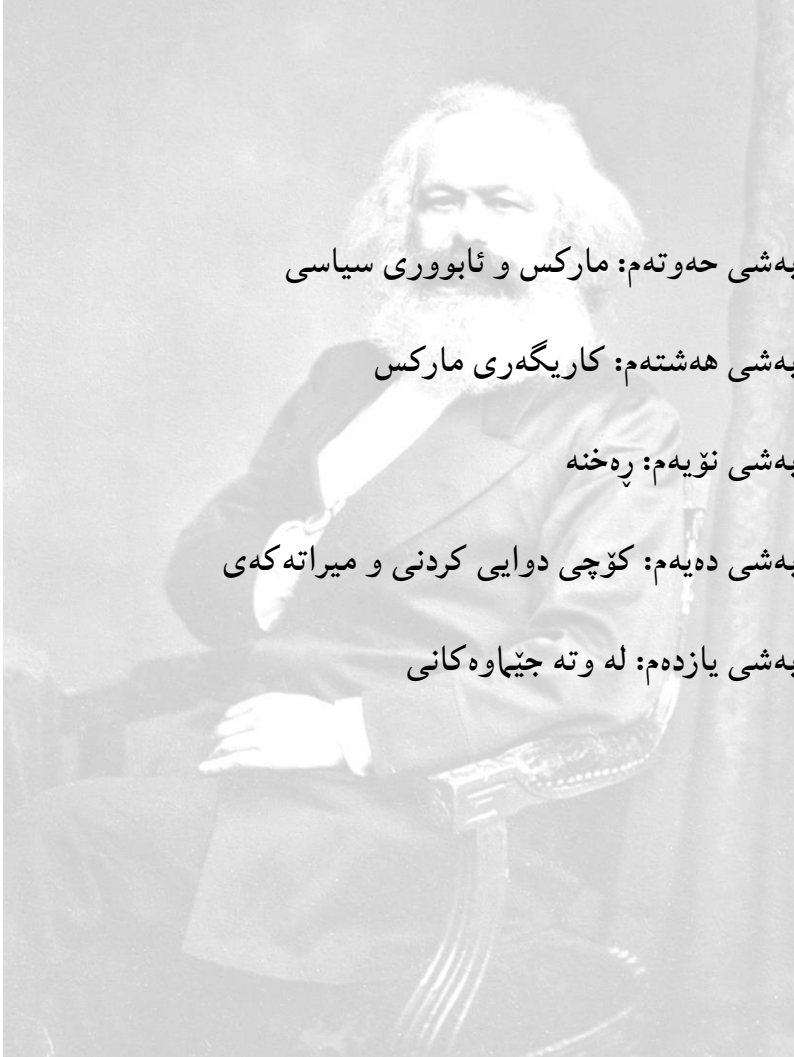 بەشی حەوتەم: مارکس و ئابووری سیاسی
بەشی هەشتەم: کاریگەری مارکس
بەشی نۆیەم: ڕەخنە
بەشی دەیەم: کۆچی دوایی کردنی و میراتەکەی
بەشی یازدەم: لە وتە جێماوەکانی